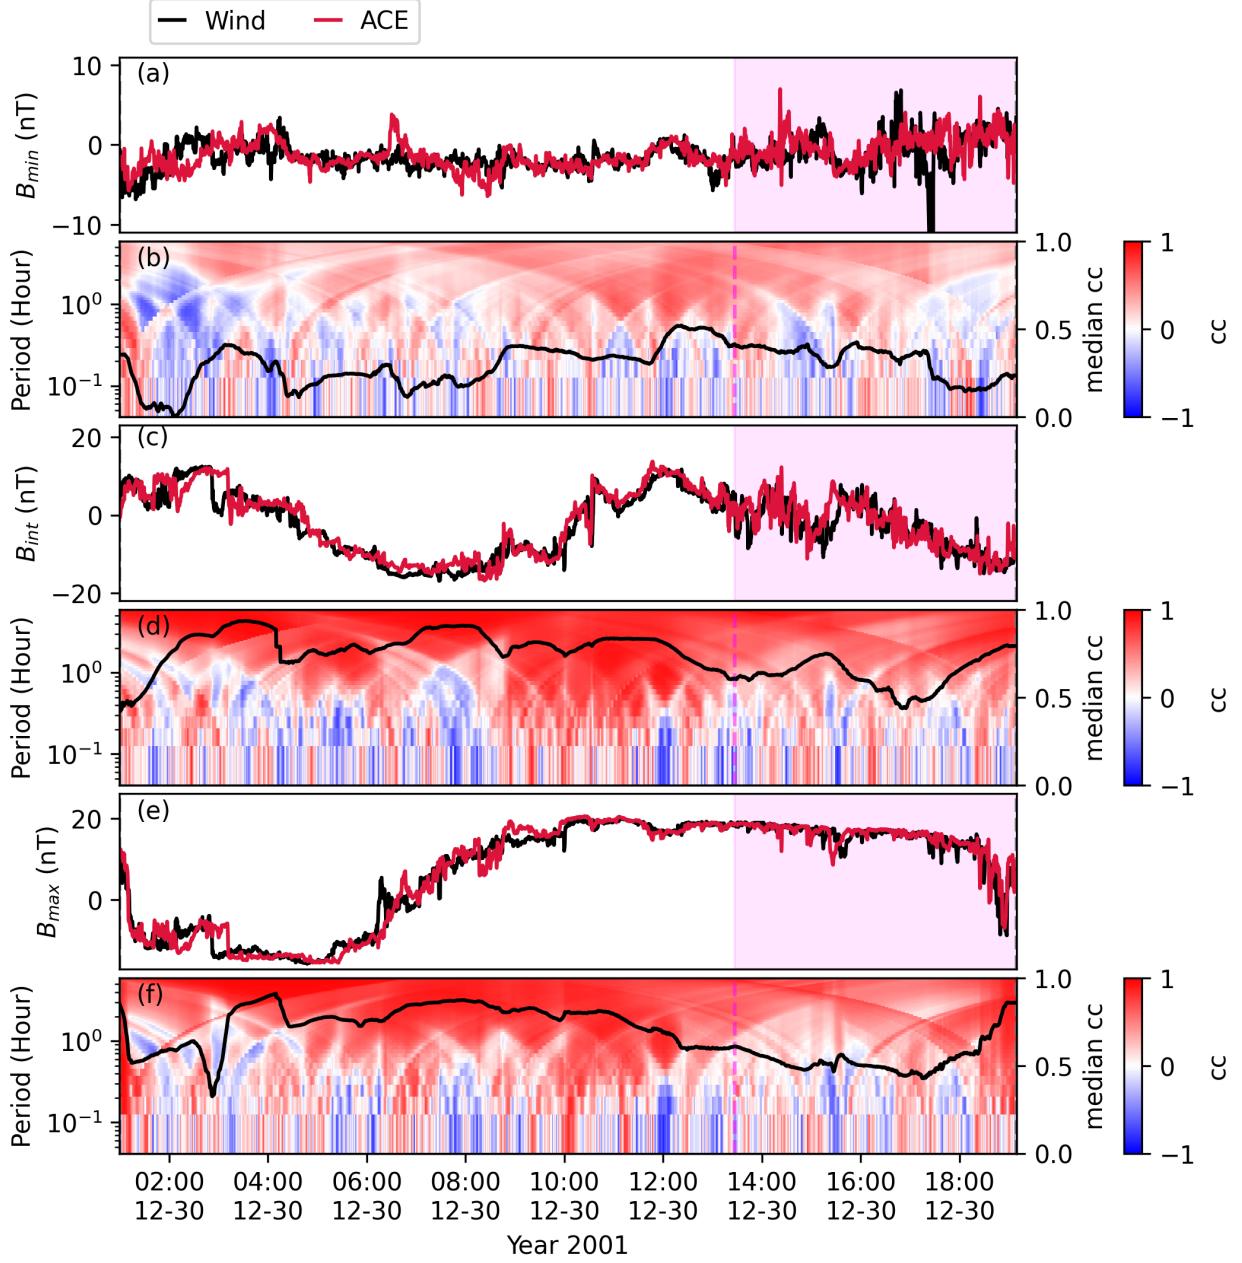 Wind ACE
(a)
10
0
−10
B_min (nT)
(b)
10^0
10^−1
Period (Hour)
1.0
0.5
0.0
median cc
1
0
−1
cc
(c)
20
0
−20
B_int (nT)
(d)
10^0
10^−1
Period (Hour)
1.0
0.5
0.0
median cc
1
0
−1
cc
(e)
20
0
B_max (nT)
(f)
10^0
10^−1
Period (Hour)
1.0
0.5
0.0
median cc
1
0
−1
cc
02:00 04:00 06:00 08:00 10:00 12:00 14:00 16:00 18:00
12-30 12-30 12-30 12-30 12-30 12-30 12-30 12-30 12-30
Year 2001